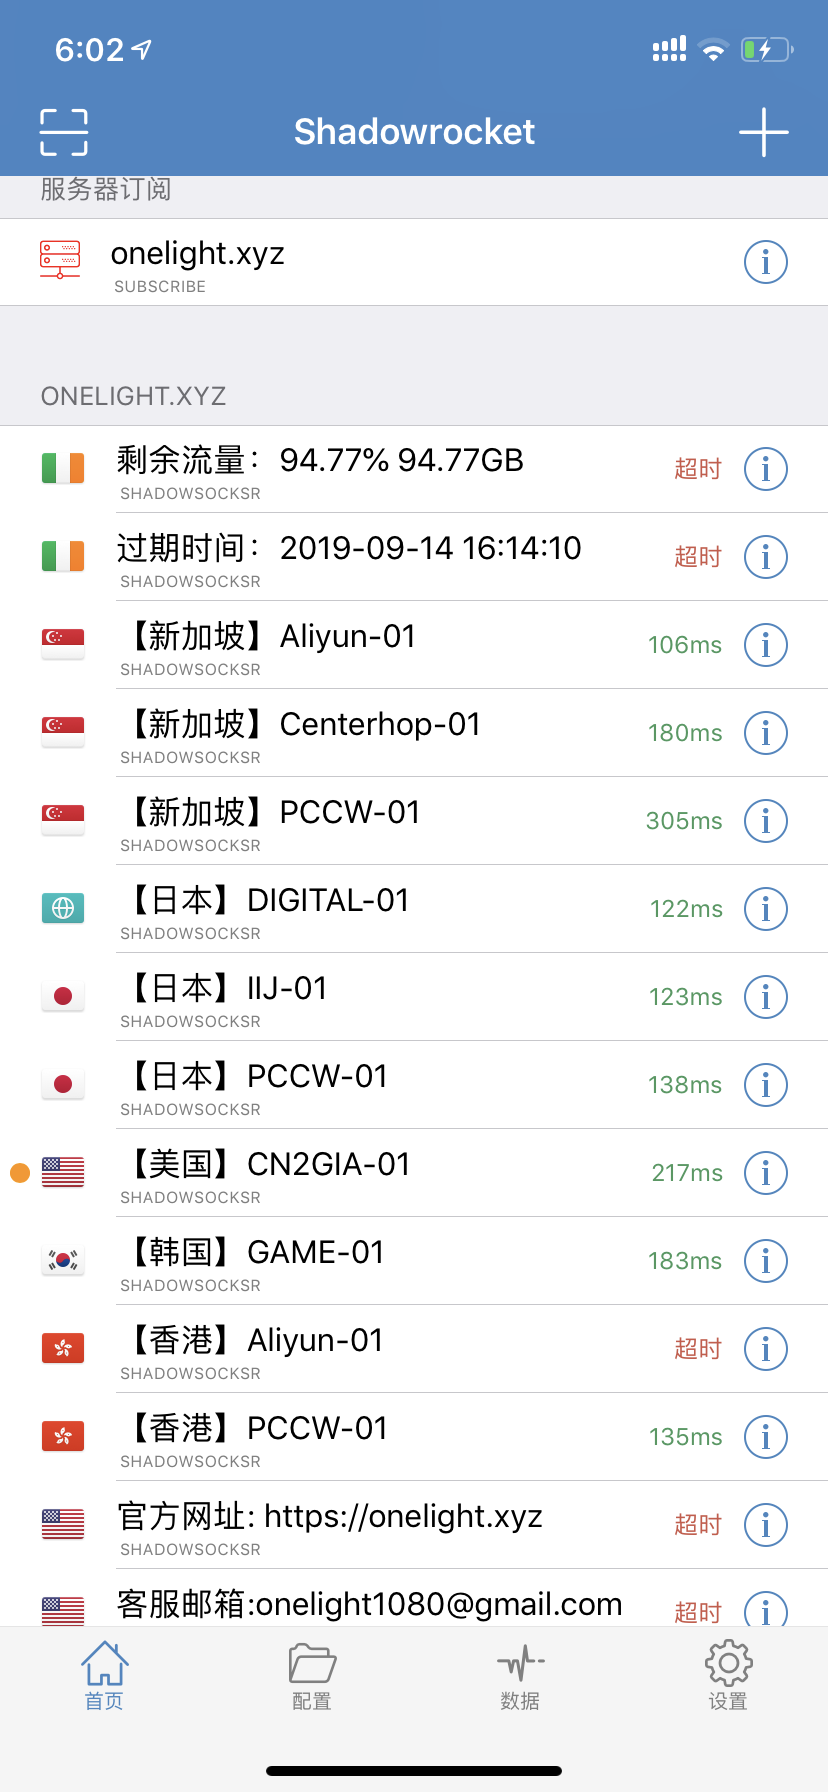 6:02
Shadowrocket
服务器订阅
onelight.xyz
SUBSCRIBE
ONELIGHT.XYZ
剩余流量：94.77% 94.77GB
超时
SHADOWSOCKSR
过期时间：2019-09-14 16:14:10
超时
SHADOWSOCKSR
【新加坡】Aliyun-01
106ms
SHADOWSOCKSR
【新加坡】Centerhop-01
180ms
SHADOWSOCKSR
【新加坡】PCCW-01
305ms
SHADOWSOCKSR
【日本】DIGITAL-01
122ms
SHADOWSOCKSR
【日本】IIJ-01
123ms
SHADOWSOCKSR
【日本】PCCW-01
138ms
SHADOWSOCKSR
【美国】CN2GIA-01
217ms
SHADOWSOCKSR
【韩国】GAME-01
183ms
SHADOWSOCKSR
【香港】Aliyun-01
超时
SHADOWSOCKSR
【香港】PCCW-01
135ms
SHADOWSOCKSR
官方网址: https://onelight.xyz
超时
SHADOWSOCKSR
客服邮箱:onelight1080@gmail.com
超时
首页 配置 数据 设置